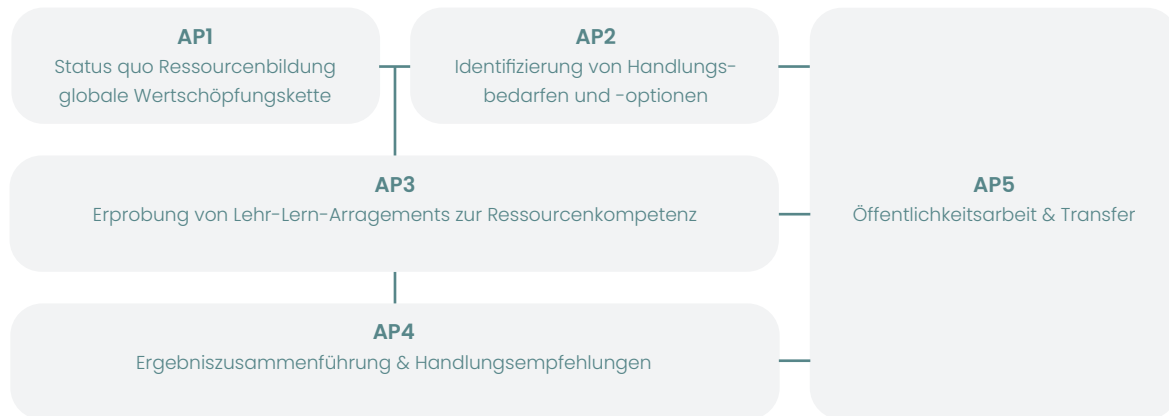 AP1
Status quo Ressourcenbildung
globale Wertschöpfungskette
AP2
Identifizierung von Handlungs-
bedarfen und -optionen
AP3
Erprobung von Lehr-Lern-Arragements zur Ressourcenkompetenz
AP4
Ergebniszusammenführung & Handlungsempfehlungen
AP5
Öffentlichkeitsarbeit & Transfer